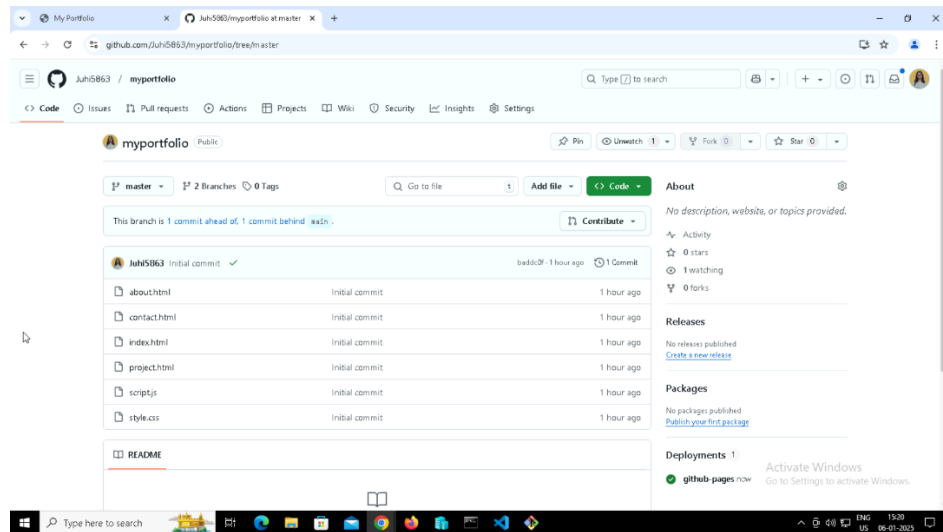 My Portfolio
Juhi5863/myportfolio at master
github.com/Juhi5863/myportfolio/tree/master
Juhi5863 / myportfolio
Type / to search
Code Issues Pull requests Actions Projects Wiki Security Insights Settings
myportfolio Public
Pin Unwatch 1 Fork 0 Star 0
master 2 Branches 0 Tags Go to file t Add file Code
About
No description, website, or topics provided.
This branch is 1 commit ahead of, 1 commit behind main .
Contribute
Activity
0 stars
1 watching
0 forks
Juhi5863 Initial commit baddc0f · 1 hour ago 1 Commit
about.html Initial commit 1 hour ago
contact.html Initial commit 1 hour ago
index.html Initial commit 1 hour ago
project.html Initial commit 1 hour ago
script.js Initial commit 1 hour ago
style.css Initial commit 1 hour ago
Releases
No releases published
Create a new release
Packages
No packages published
Publish your first package
README
Deployments 1
github-pages now
Activate Windows
Go to Settings to activate Windows.
Type here to search
ENG
US
15:20
06-01-2025